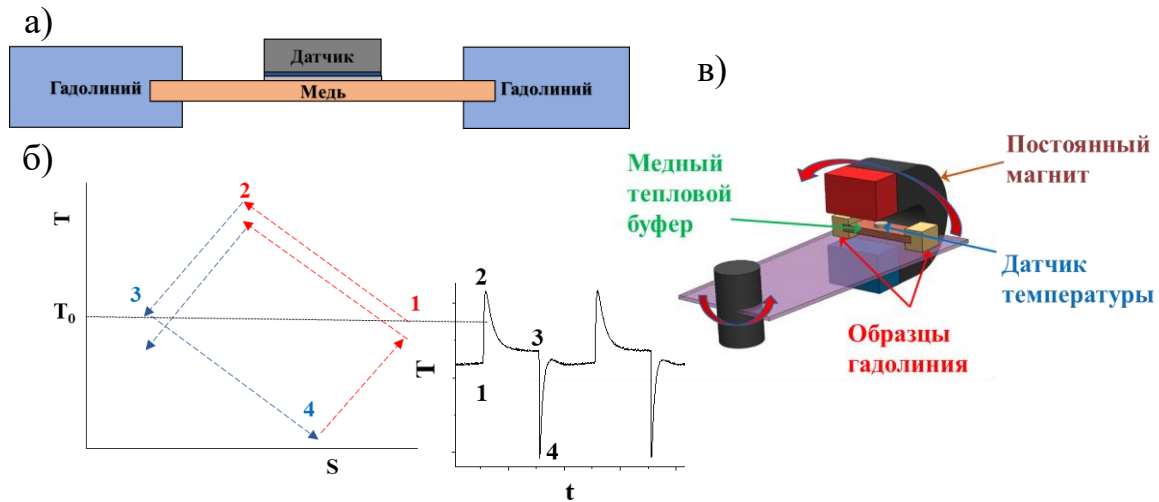 а)
Датчик
Гадолиний
Медь
Гадолиний
б)
T
2
3
T₀
1
4
S
T
2
3
1
4
t
в)
Медный
тепловой
буфер
Постоянный
магнит
Датчик
температуры
Образцы
гадолиния